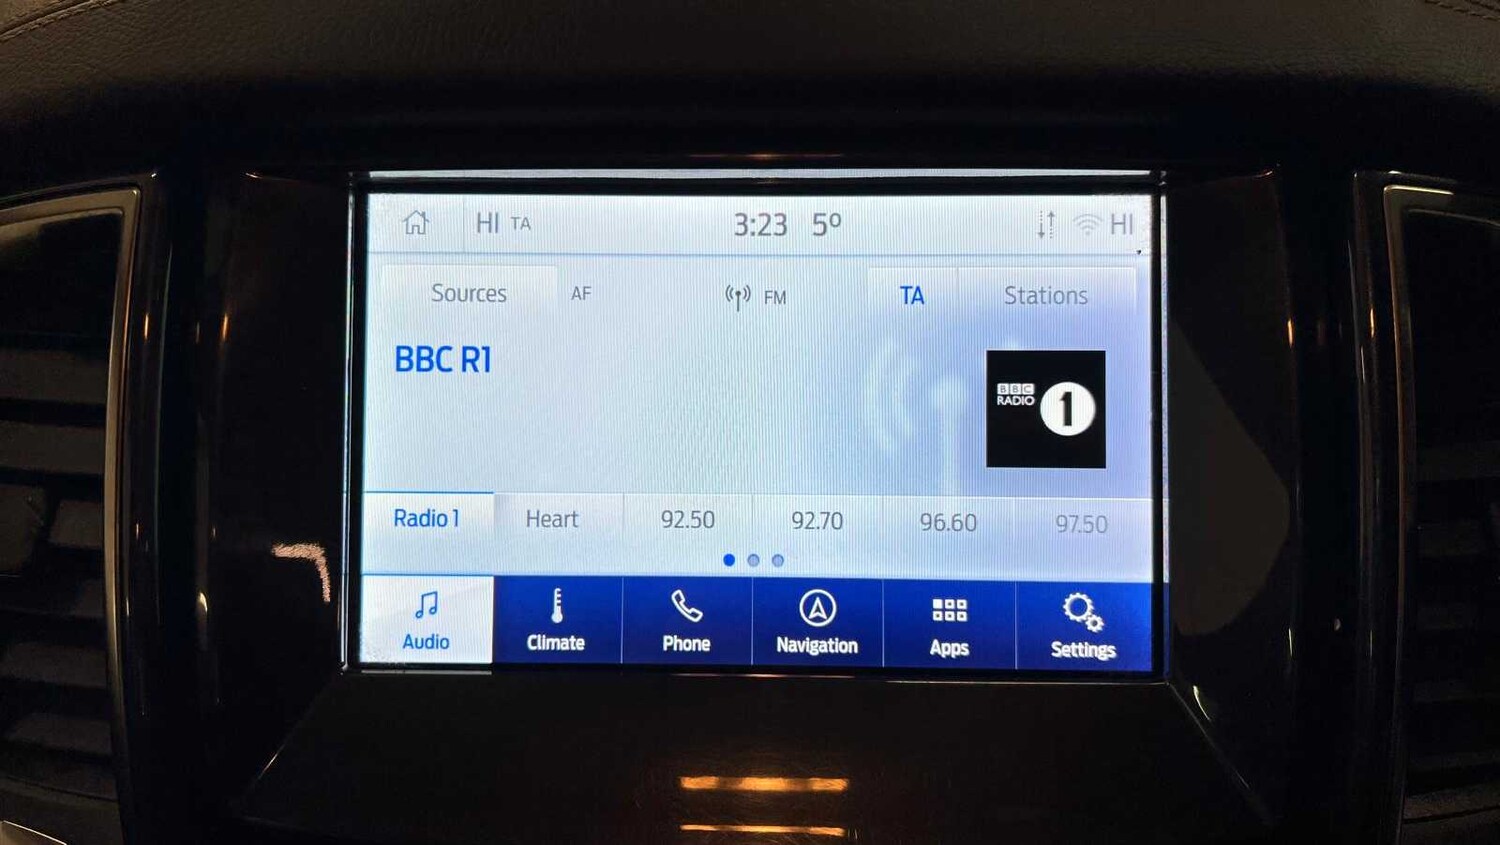 HI TA 3:23 5º HI
Sources AF FM TA Stations
BBC R1
BBC
RADIO 1
Radio 1 Heart 92.50 92.70 96.60 97.50
Audio Climate Phone Navigation Apps Settings